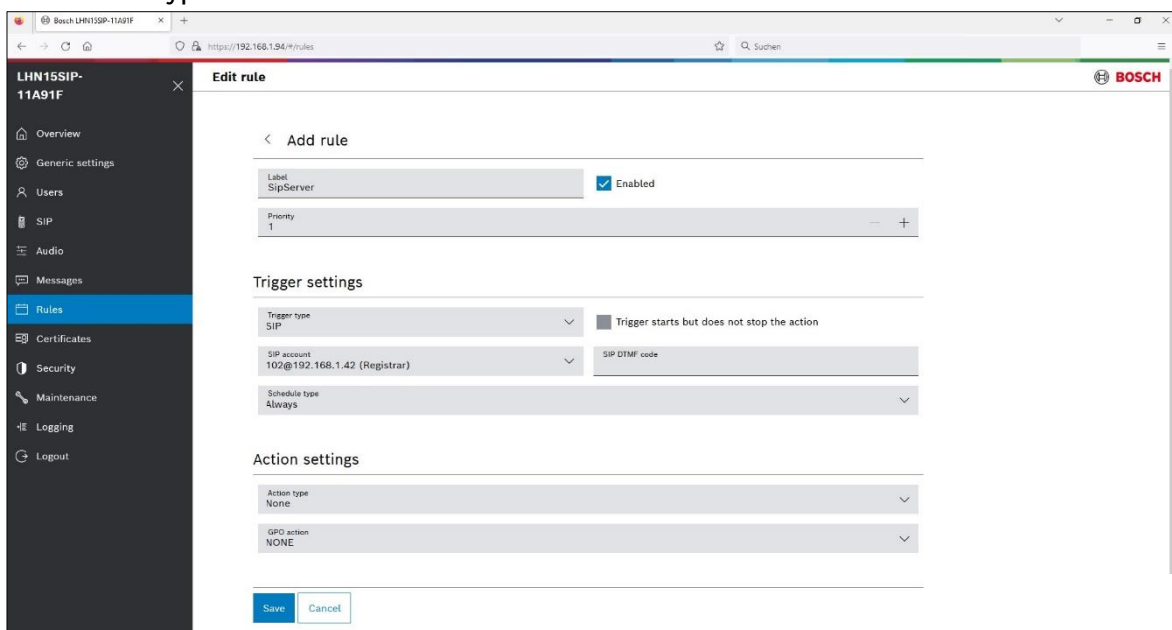 Bosch LHN15SIP-11A91F × +
https://192.168.1.94/#/rules
Suchen
LHN15SIP-
11A91F
Edit rule
BOSCH
Overview
Generic settings
Users
SIP
Audio
Messages
Rules
Certificates
Security
Maintenance
Logging
Logout
Add rule
Label
SipServer
Enabled
Priority
1
Trigger settings
Trigger type
SIP
Trigger starts but does not stop the action
SIP account
102@192.168.1.42 (Registrar)
SIP DTMF code
Schedule type
Always
Action settings
Action type
None
GPO action
NONE
Save
Cancel